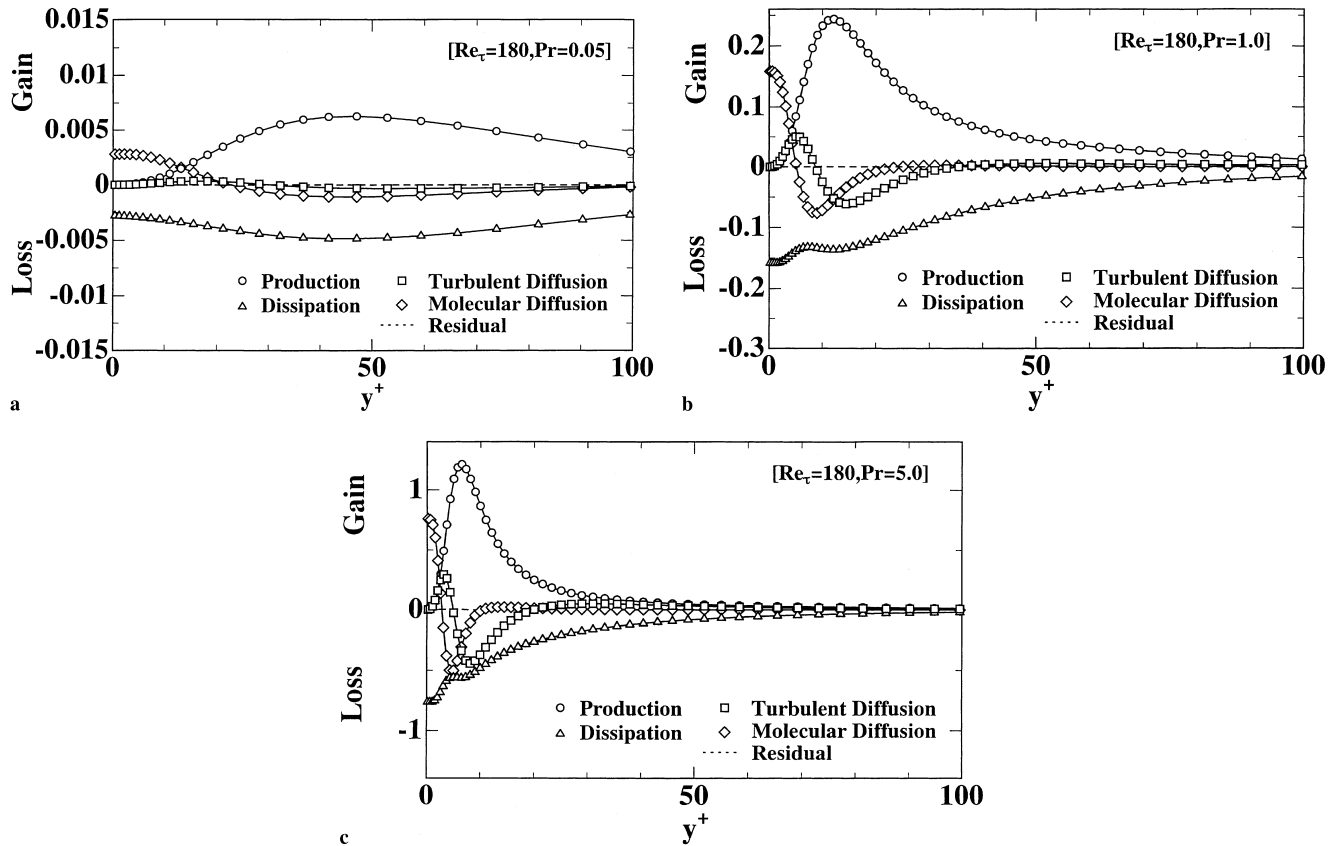 0.015
0.01
0.005
0
-0.005
-0.01
-0.015
Gain
Loss
[Reτ=180,Pr=0.05]
Production
Dissipation
Turbulent Diffusion
Molecular Diffusion
Residual
0 50 100
y+
a
0.2
0.1
0
-0.1
-0.2
-0.3
Gain
Loss
[Reτ=180,Pr=1.0]
Production
Dissipation
Turbulent Diffusion
Molecular Diffusion
Residual
0 50 100
y+
b
1
0
-1
Gain
Loss
[Reτ=180,Pr=5.0]
Production
Dissipation
Turbulent Diffusion
Molecular Diffusion
Residual
0 50 100
y+
c